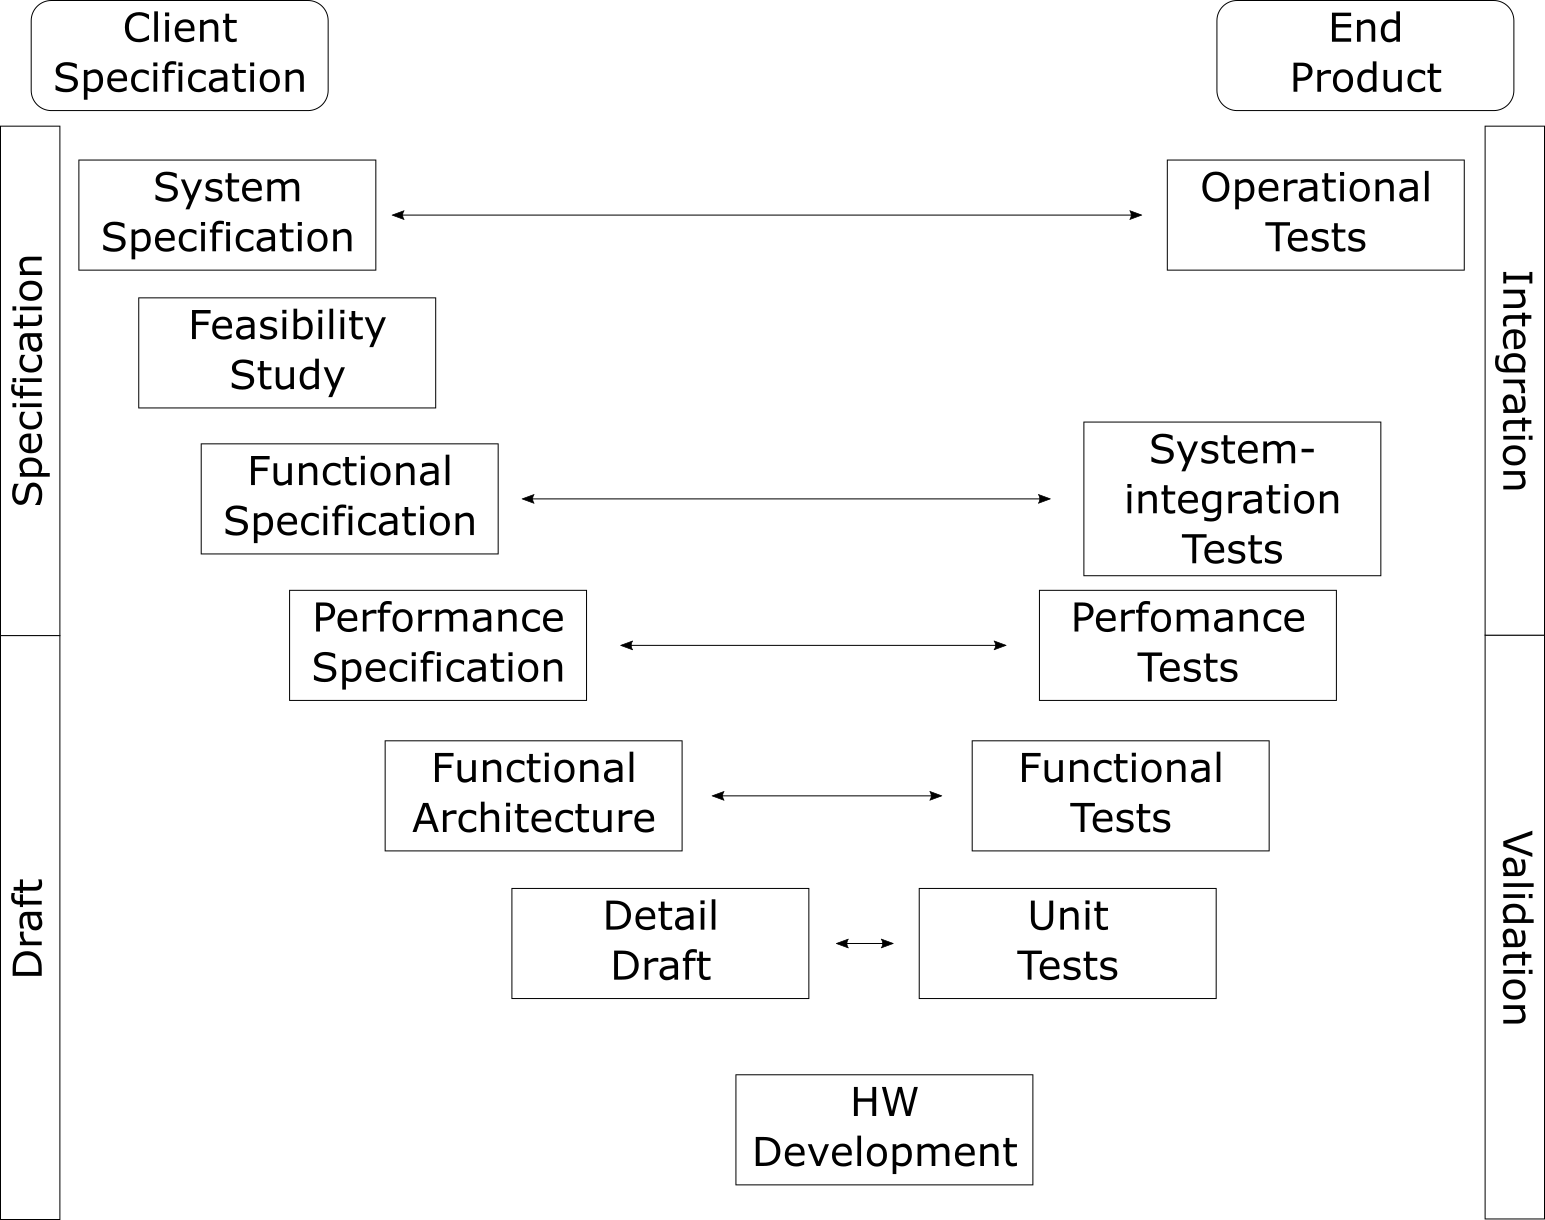 Client
Specification
End
Product
Specification
System
Specification
Operational
Tests
Integration
Feasibility
Study
Functional
Specification
System-
integration
Tests
Performance
Specification
Perfomance
Tests
Draft
Functional
Architecture
Functional
Tests
Validation
Detail
Draft
Unit
Tests
HW
Development